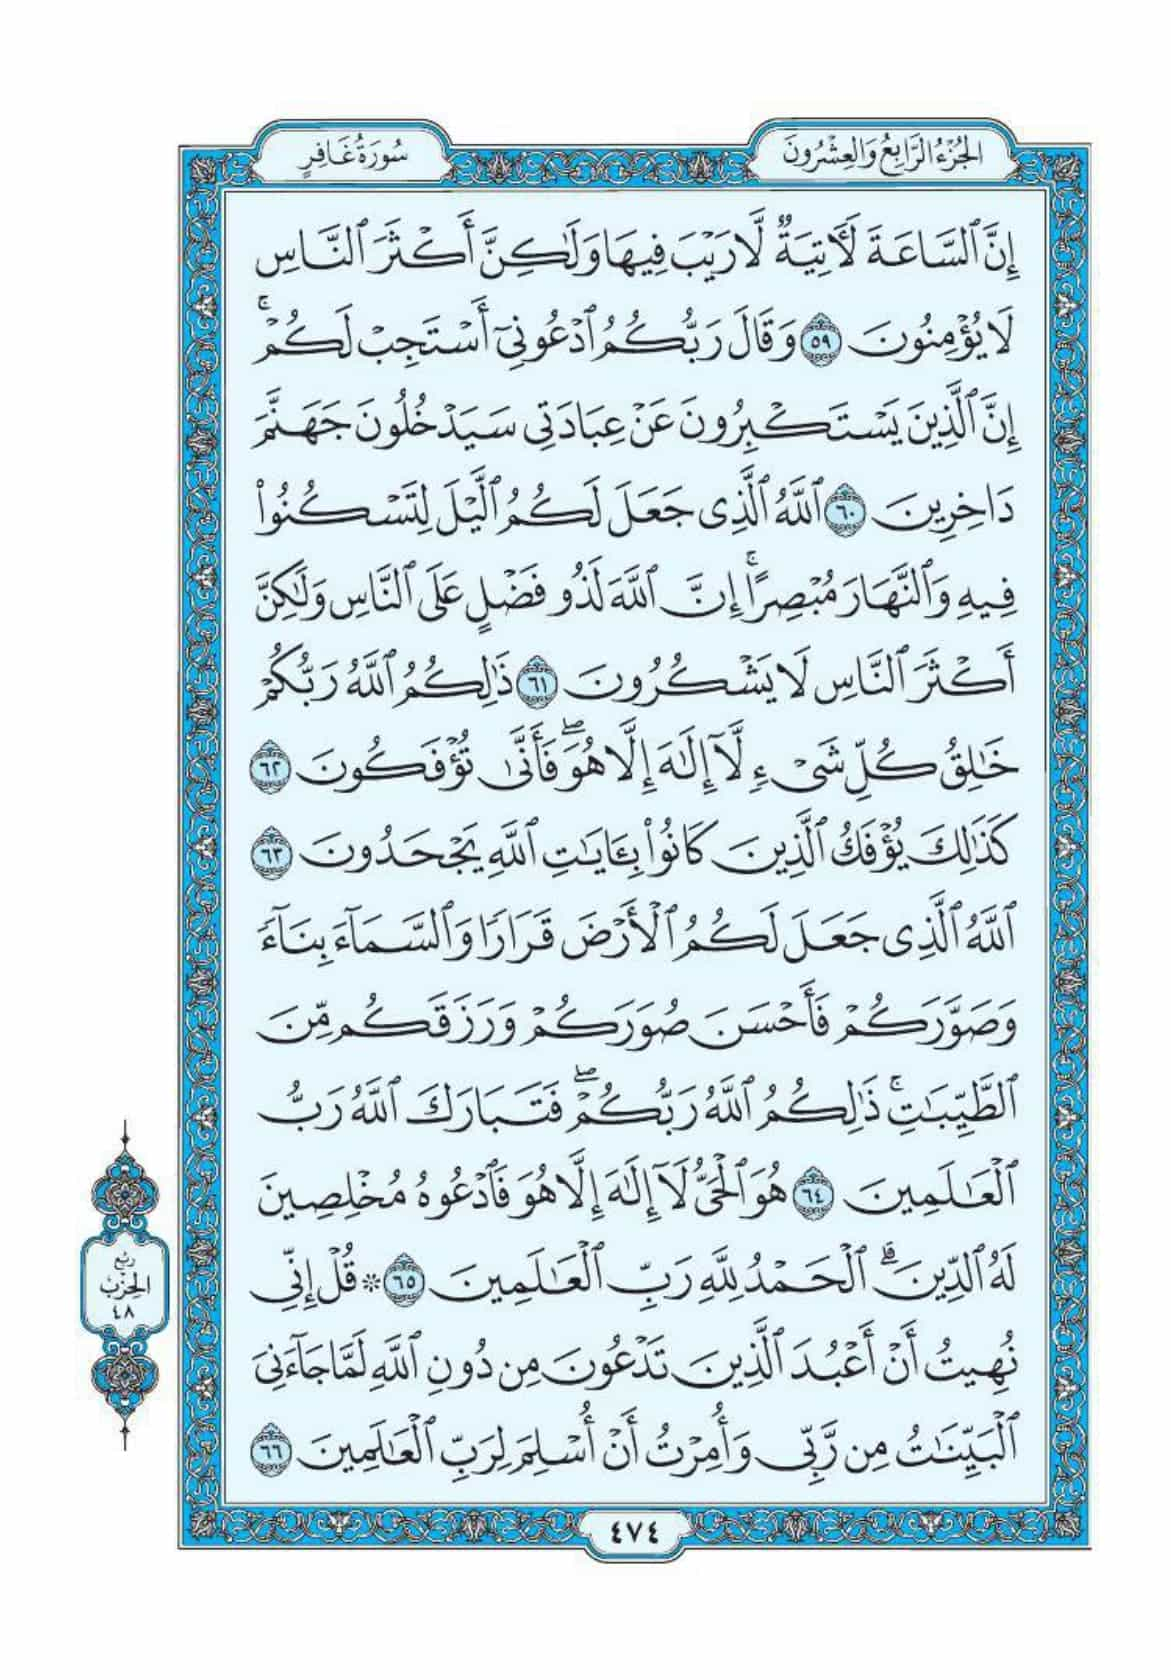 الجُزْءُ الرَّابِعُ وَالعِشْرُونَ
سُورَةُ غَافِرٍ
إِنَّ ٱلسَّاعَةَ لَأٓتِيَةٌ لَّا رَيْبَ فِيهَا وَلَٰكِنَّ أَكْثَرَ ٱلنَّاسِ
لَا يُؤْمِنُونَ ٥٩ وَقَالَ رَبُّكُمُ ٱدْعُونِىٓ أَسْتَجِبْ لَكُمْ ۚ
إِنَّ ٱلَّذِينَ يَسْتَكْبِرُونَ عَنْ عِبَادَتِى سَيَدْخُلُونَ جَهَنَّمَ
دَاخِرِينَ ٦٠ ٱللَّهُ ٱلَّذِى جَعَلَ لَكُمُ ٱلَّيْلَ لِتَسْكُنُوا۟
فِيهِ وَٱلنَّهَارَ مُبْصِرًا ۚ إِنَّ ٱللَّهَ لَذُو فَضْلٍ عَلَى ٱلنَّاسِ وَلَٰكِنَّ
أَكْثَرَ ٱلنَّاسِ لَا يَشْكُرُونَ ٦١ ذَٰلِكُمُ ٱللَّهُ رَبُّكُمْ
خَٰلِقُ كُلِّ شَىْءٍ لَّآ إِلَٰهَ إِلَّا هُوَ ۖ فَأَنَّىٰ تُؤْفَكُونَ ٦٢
كَذَٰلِكَ يُؤْفَكُ ٱلَّذِينَ كَانُوا۟ بِـَٔايَٰتِ ٱللَّهِ يَجْحَدُونَ ٦٣
ٱللَّهُ ٱلَّذِى جَعَلَ لَكُمُ ٱلْأَرْضَ قَرَارًا وَٱلسَّمَآءَ بِنَآءً
وَصَوَّرَكُمْ فَأَحْسَنَ صُوَرَكُمْ وَرَزَقَكُم مِّنَ
ٱلطَّيِّبَٰتِ ۚ ذَٰلِكُمُ ٱللَّهُ رَبُّكُمْ ۖ فَتَبَارَكَ ٱللَّهُ رَبُّ
ٱلْعَٰلَمِينَ ٦٤ هُوَ ٱلْحَىُّ لَآ إِلَٰهَ إِلَّا هُوَ فَٱدْعُوهُ مُخْلِصِينَ
لَهُ ٱلدِّينَ ۗ ٱلْحَمْدُ لِلَّهِ رَبِّ ٱلْعَٰلَمِينَ ٦٥ * قُلْ إِنِّى
نُهِيتُ أَنْ أَعْبُدَ ٱلَّذِينَ تَدْعُونَ مِن دُونِ ٱللَّهِ لَمَّا جَآءَنِىَ
ٱلْبَيِّنَٰتُ مِن رَّبِّى وَأُمِرْتُ أَنْ أُسْلِمَ لِرَبِّ ٱلْعَٰلَمِينَ ٦٦
رُبْع
الحِزْب
٤٨
٤٧٤